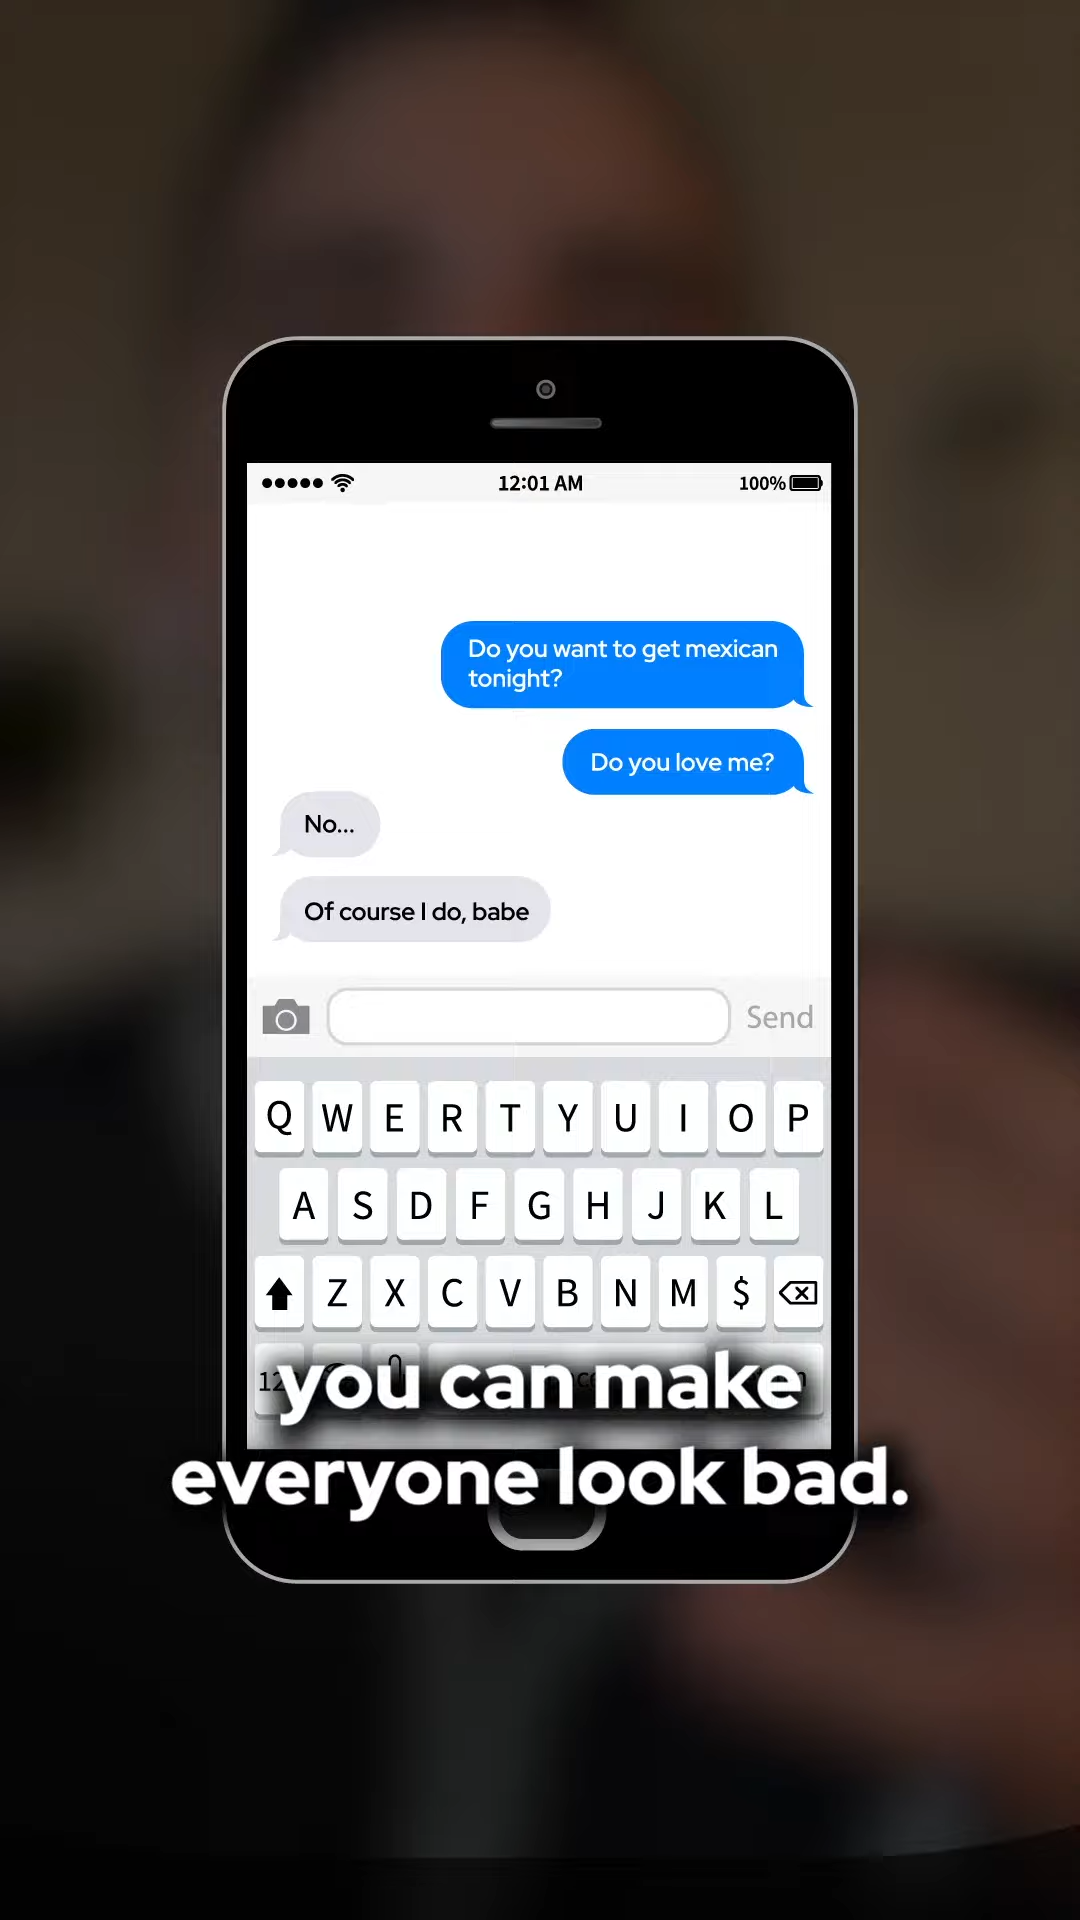 12:01 AM
100%
Do you want to get mexican
tonight?
Do you love me?
No...
Of course I do, babe
Send
Q W E R T Y U I O P
A S D F G H J K L
Z X C V B N M $
you can make
everyone look bad.